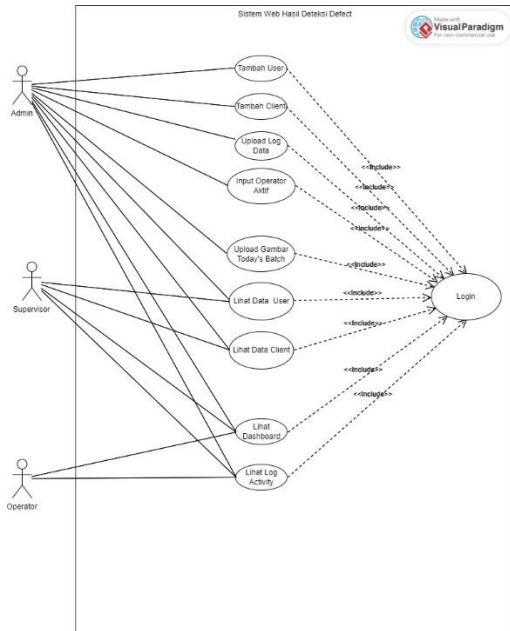 Sistem Web Hasil Deteksi Defect
Made with
Visual Paradigm
For non-commercial use
Admin
Supervisor
Operator
Tambah User
Tambah Client
Upload Log
Data
Input Operator
Aktif
Upload Gambar
Today's Batch
Lihat Data User
Lihat Data Client
Lihat
Dashboard
Lihat Log
Activity
<<Include>>
<<Include>>
<<Include>>
<<Include>>
<<Include>>
<<Include>>
<<Include>>
<<Include>>
<<Include>>
Login